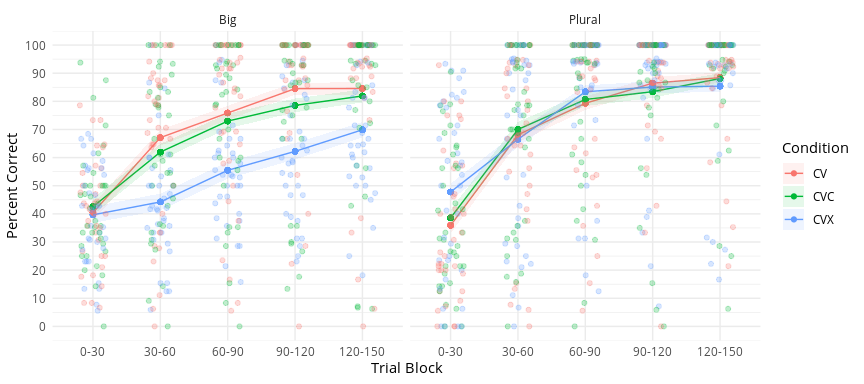 Big Plural
100
90
80
70
60
50
40
30
20
10
0
Percent Correct
0-30 30-60 60-90 90-120 120-150 0-30 30-60 60-90 90-120 120-150
Trial Block
Condition
CV
CVC
CVX